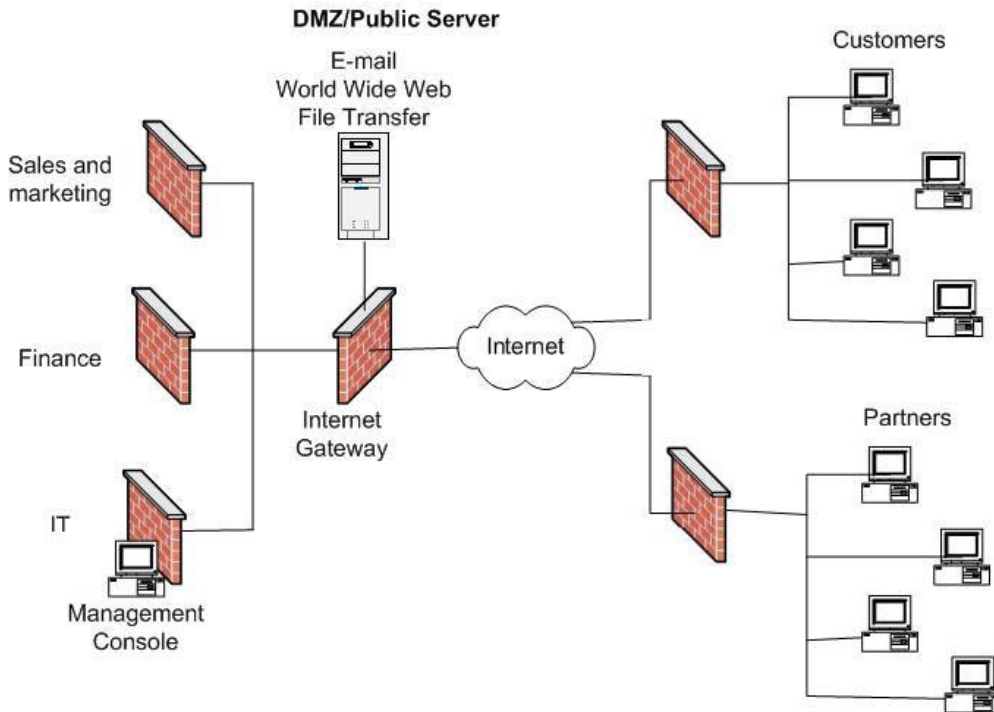 DMZ/Public Server
E-mail
World Wide Web
File Transfer
Customers
Sales and
marketing
Finance
Internet
Gateway
Internet
Partners
IT
Management
Console